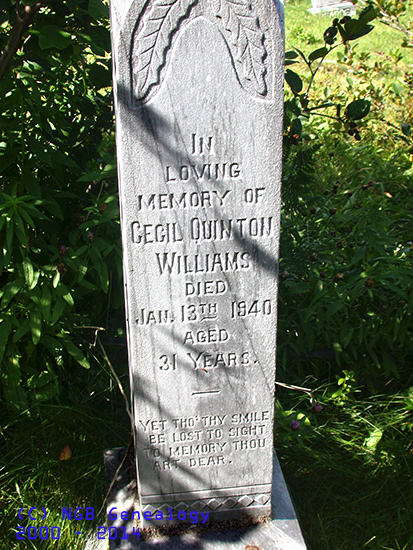 In
Loving
Memory of
Cecil Quinton
Williams
Died
Jan. 13th 1940
Aged
31 Years.
Yet tho' thy smile
be lost to sight
to memory thou
art dear.
(C) NGB Genealogy
2000 - 2014